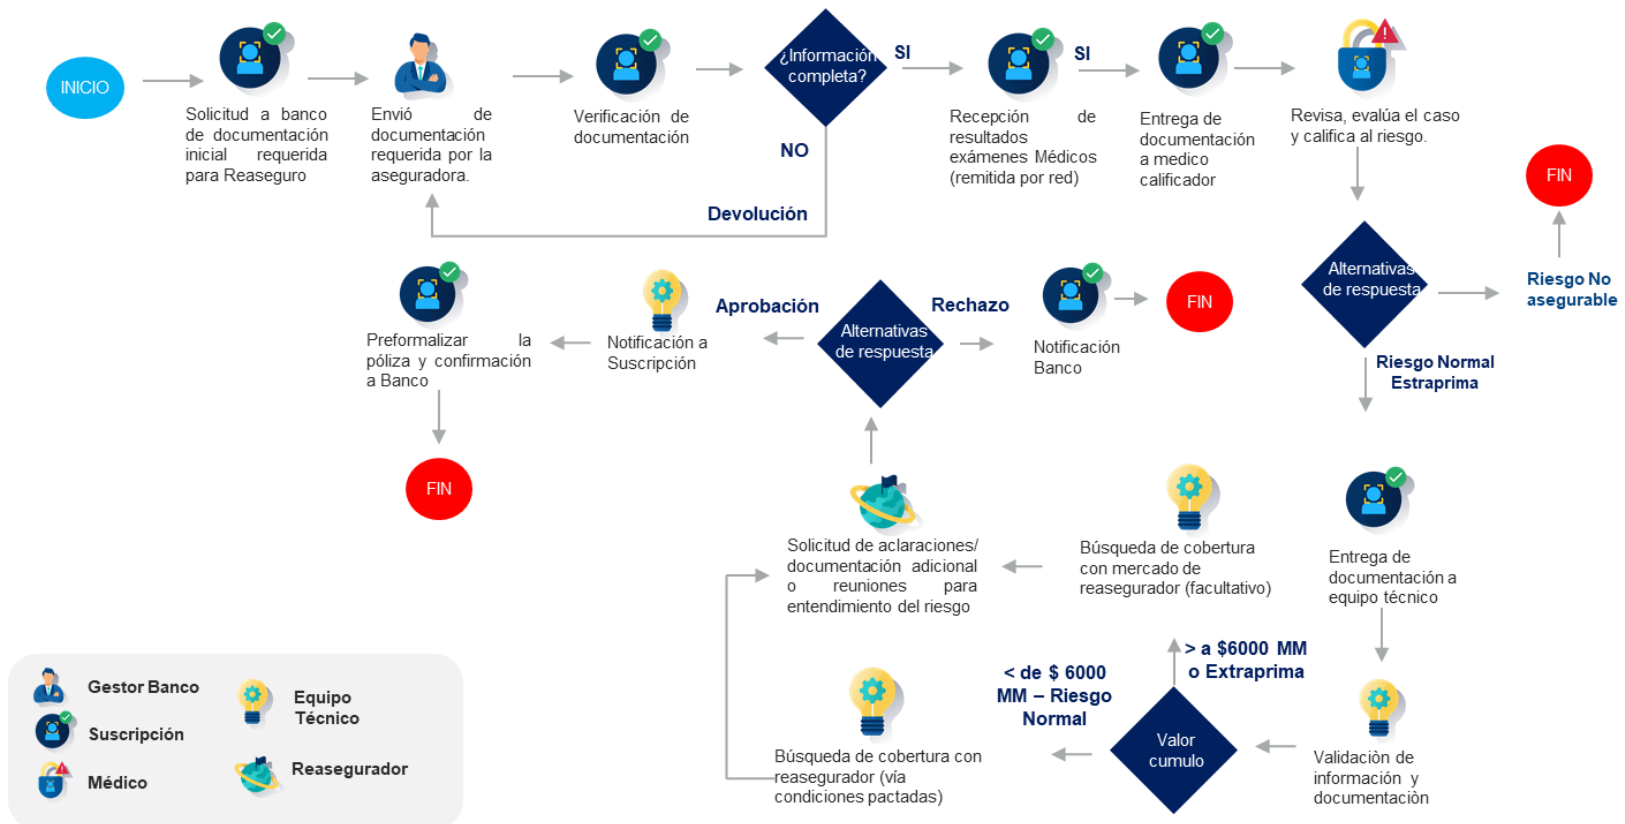 INICIO
Solicitud a banco
de documentación
inicial requerida
para Reaseguro
Envió de
documentación
requerida por la
aseguradora.
Verificación de
documentación
¿Información
completa?
SI
NO
Devolución
Recepción de
resultados
exámenes Médicos
(remitida por red)
SI
Entrega de
documentación
a medico
calificador
Revisa, evalúa el caso
y califica al riesgo.
FIN
Alternativas
de respuesta
Riesgo No
asegurable
Riesgo Normal
Estraprima
Preformalizar la
póliza y confirmación
a Banco
FIN
Notificación a
Suscripción
Aprobación
Alternativas
de respuesta
Rechazo
Notificación
Banco
FIN
Solicitud de aclaraciones/
documentación adicional
o reuniones para
entendimiento del riesgo
Búsqueda de cobertura
con mercado de
reasegurador (facultativo)
Entrega de
documentación a
equipo técnico
> a $6000 MM
o Extraprima
< de $ 6000
MM – Riesgo
Normal
Valor
cumulo
Validaciòn de
información y
documentaciòn
Búsqueda de cobertura con
reasegurador (vía
condiciones pactadas)
Gestor Banco
Suscripción
Médico
Equipo
Técnico
Reasegurador